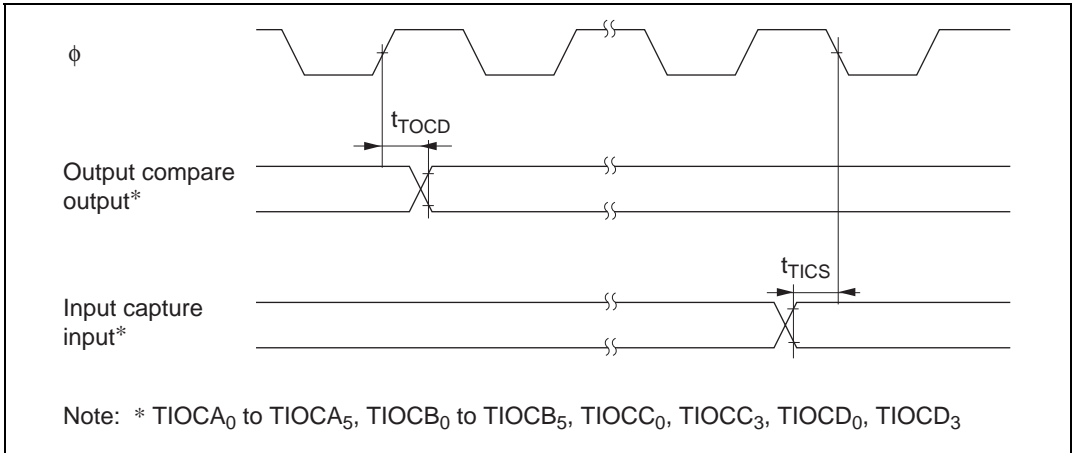 ϕ
tTOCD
Output compare
output*
tTICS
Input capture
input*
Note: * TIOCA0 to TIOCA5, TIOCB0 to TIOCB5, TIOCC0, TIOCC3, TIOCD0, TIOCD3